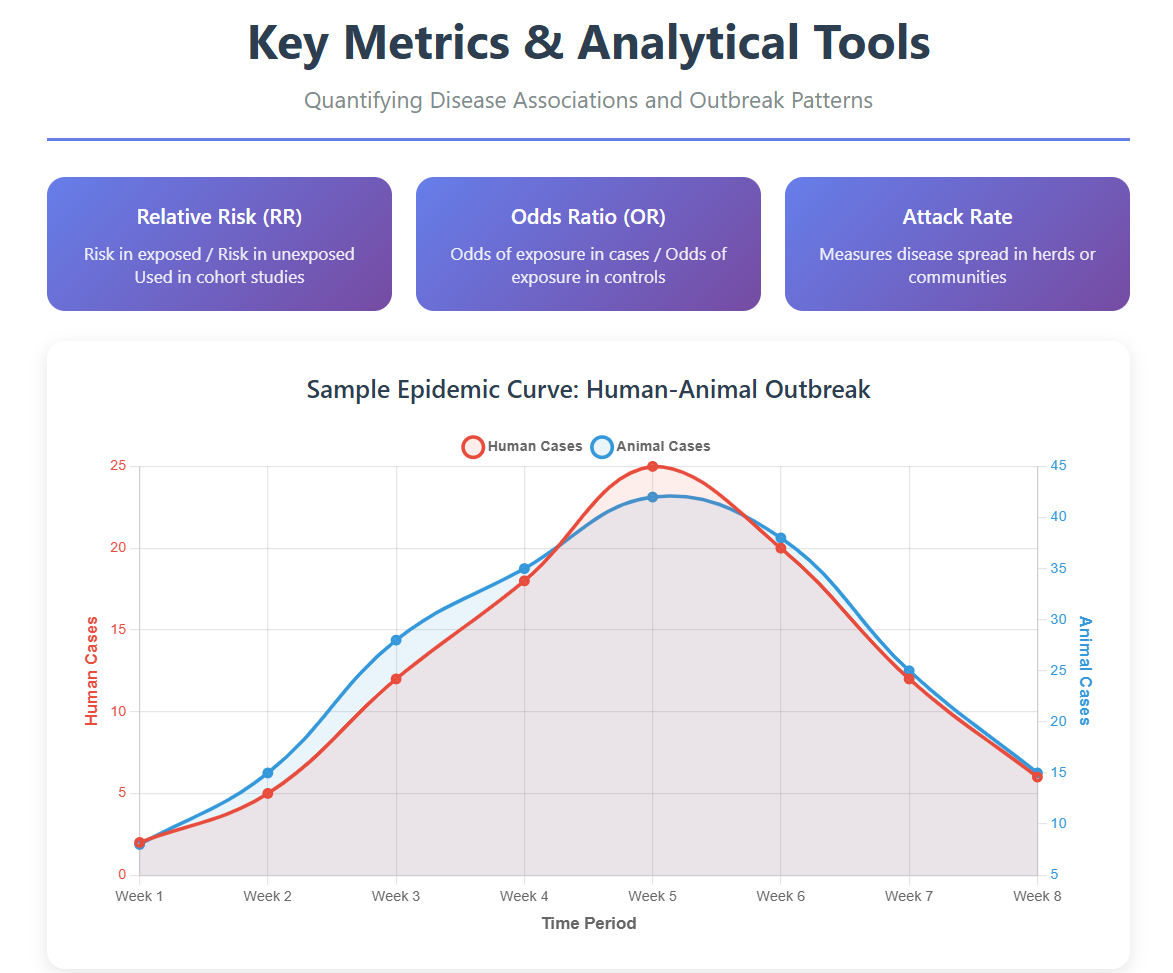 Key Metrics & Analytical Tools
Quantifying Disease Associations and Outbreak Patterns
Relative Risk (RR)
Risk in exposed / Risk in unexposed
Used in cohort studies
Odds Ratio (OR)
Odds of exposure in cases / Odds of
exposure in controls
Attack Rate
Measures disease spread in herds or
communities
Sample Epidemic Curve: Human-Animal Outbreak
Human Cases Animal Cases
25 45
40
20
35
30
15
25
10
20
5
15
10
0 5
Human Cases
Animal Cases
Week 1 Week 2 Week 3 Week 4 Week 5 Week 6 Week 7 Week 8
Time Period